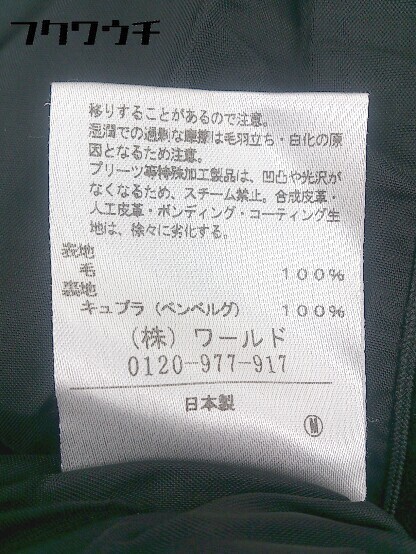 フクワウチ
移りすることがあるので注意。
湿潤での過剰な摩擦は毛羽立ち・白化の原
因となるため注意。
プリーツ等特殊加工製品は、凹凸や光沢が
なくなるため、スチーム禁止。合成皮革・
人工皮革・ボンディング・コーティング生
地は、徐々に劣化する。
表地
毛 100%
裏地
キュプラ(ベンベルグ) 100%
(株)ワールド
0120-977-917
日本製
M